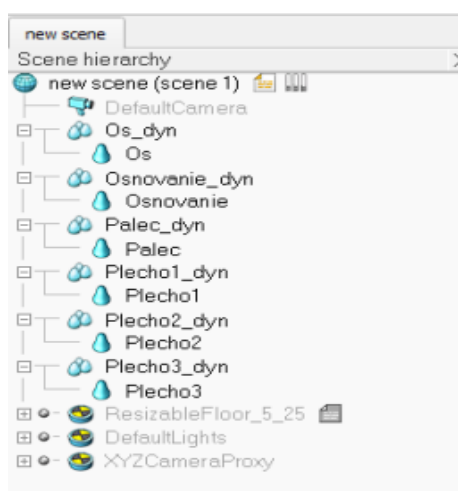 new scene
Scene hierarchy
new scene (scene 1)
DefaultCamera
Os_dyn
Os
Osnovanie_dyn
Osnovanie
Palec_dyn
Palec
Plecho1_dyn
Plecho1
Plecho2_dyn
Plecho2
Plecho3_dyn
Plecho3
ResizableFloor_5_25
DefaultLights
XYZCameraProxy